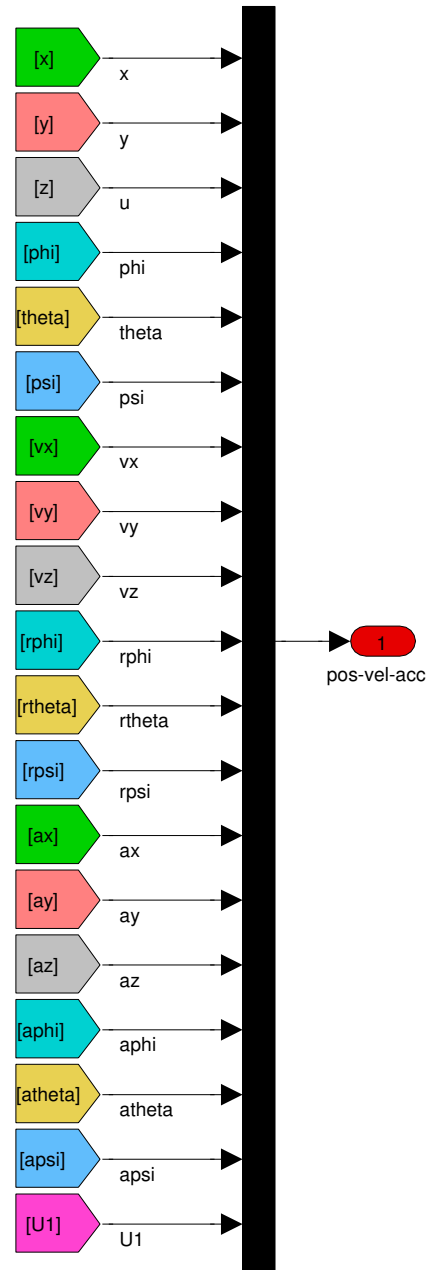 [x]
x
[y]
y
[z]
u
[phi]
phi
[theta]
theta
[psi]
psi
[vx]
vx
[vy]
vy
[vz]
vz
[rphi]
rphi
1
pos-vel-acc
[rtheta]
rtheta
[rpsi]
rpsi
[ax]
ax
[ay]
ay
[az]
az
[aphi]
aphi
[atheta]
atheta
[apsi]
apsi
[U1]
U1